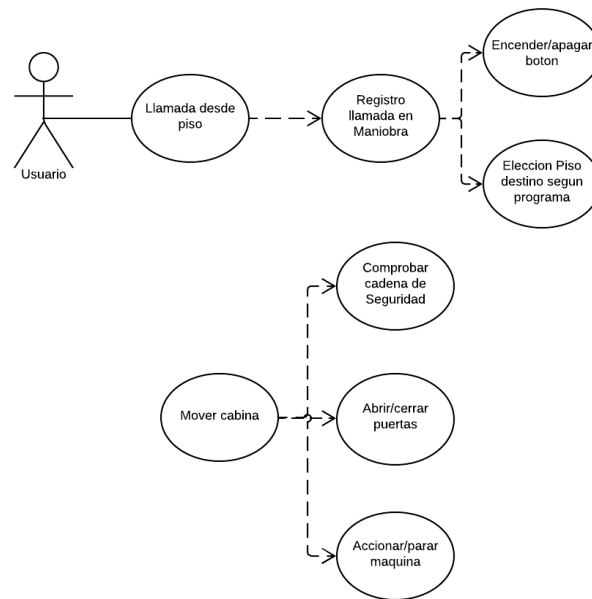 Usuario
Llamada desde
piso
Registro
llamada en
Maniobra
Encender/apagar
boton
Eleccion Piso
destino segun
programa
Mover cabina
Comprobar
cadena de
Seguridad
Abrir/cerrar
puertas
Accionar/parar
maquina